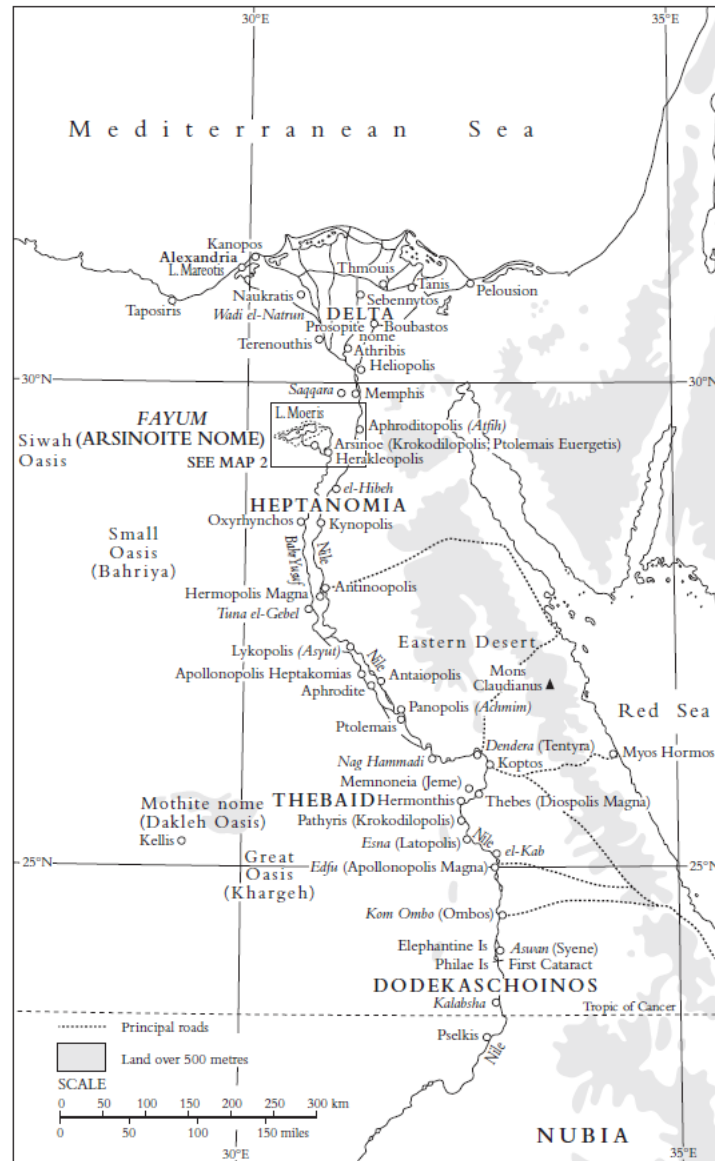 30°E
35°E
Mediterranean Sea
Kanopos
Alexandria
L. Mareotis
Thmouis
Tanis
Pelousion
Taposiris
Naukratis
Sebennytos
Wadi el-Natrun
DELTA
Prosopite
nome
Boubastos
Terenouthis
Athribis
Heliopolis
30°N
30°N
Saqqara
Memphis
L. Moeris
FAYUM
(ARSINOITE NOME)
SEE MAP 2
Siwah
Oasis
Aphroditopolis (Atfih)
Arsinoe (Krokodilopolis; Ptolemais Euergetis)
Herakleopolis
el-Hibeh
HEPTANOMIA
Oxyrhynchos
Kynopolis
Small
Oasis
(Bahriya)
Bahr Yusuf
Nile
Antinoopolis
Hermopolis Magna
Tuna el-Gebel
Eastern Desert
Lykopolis (Asyut)
Nile
Mons
Claudianus
Apollonopolis Heptakomias
Antaiopolis
Aphrodite
Panopolis (Achmim)
Red Sea
Ptolemais
Dendera (Tentyra)
Myos Hormos
Nag Hammadi
Koptos
Memnoneia (Jeme)
Mothite nome
(Dakleh Oasis)
THEBAID
Hermonthis
Thebes (Diospolis Magna)
Pathyris (Krokodilopolis)
Kellis
Esna (Latopolis)
Nile
el-Kab
25°N
25°N
Great
Oasis
(Khargeh)
Edfu (Apollonopolis Magna)
Kom Ombo (Ombos)
Elephantine Is
Aswan (Syene)
Philae Is
First Cataract
DODEKASCHOINOS
Kalabsha
Tropic of Cancer
Pselkis
Nile
Principal roads
Land over 500 metres
SCALE
0 50 100 150 200 250 300 km
0 50 100 150 miles
30°E
NUBIA
35°E